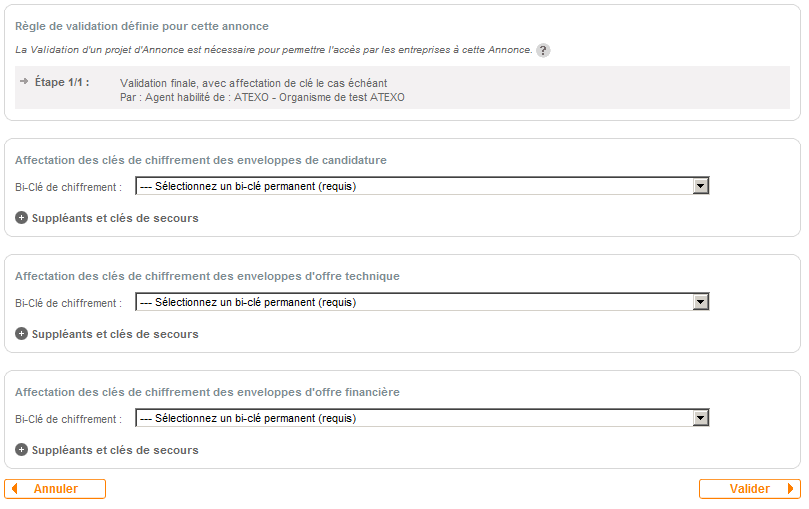 Règle de validation définie pour cette annonce
La Validation d'un projet d'Annonce est nécessaire pour permettre l'accès par les entreprises à cette Annonce. ?
Étape 1/1 : Validation finale, avec affectation de clé le cas échéant
Par : Agent habilité de : ATEXO - Organisme de test ATEXO
Affectation des clés de chiffrement des enveloppes de candidature
Bi-Clé de chiffrement : --- Sélectionnez un bi-clé permanent (requis)
Suppléants et clés de secours
Affectation des clés de chiffrement des enveloppes d'offre technique
Bi-Clé de chiffrement : --- Sélectionnez un bi-clé permanent (requis)
Suppléants et clés de secours
Affectation des clés de chiffrement des enveloppes d'offre financière
Bi-Clé de chiffrement : --- Sélectionnez un bi-clé permanent (requis)
Suppléants et clés de secours
Annuler Valider